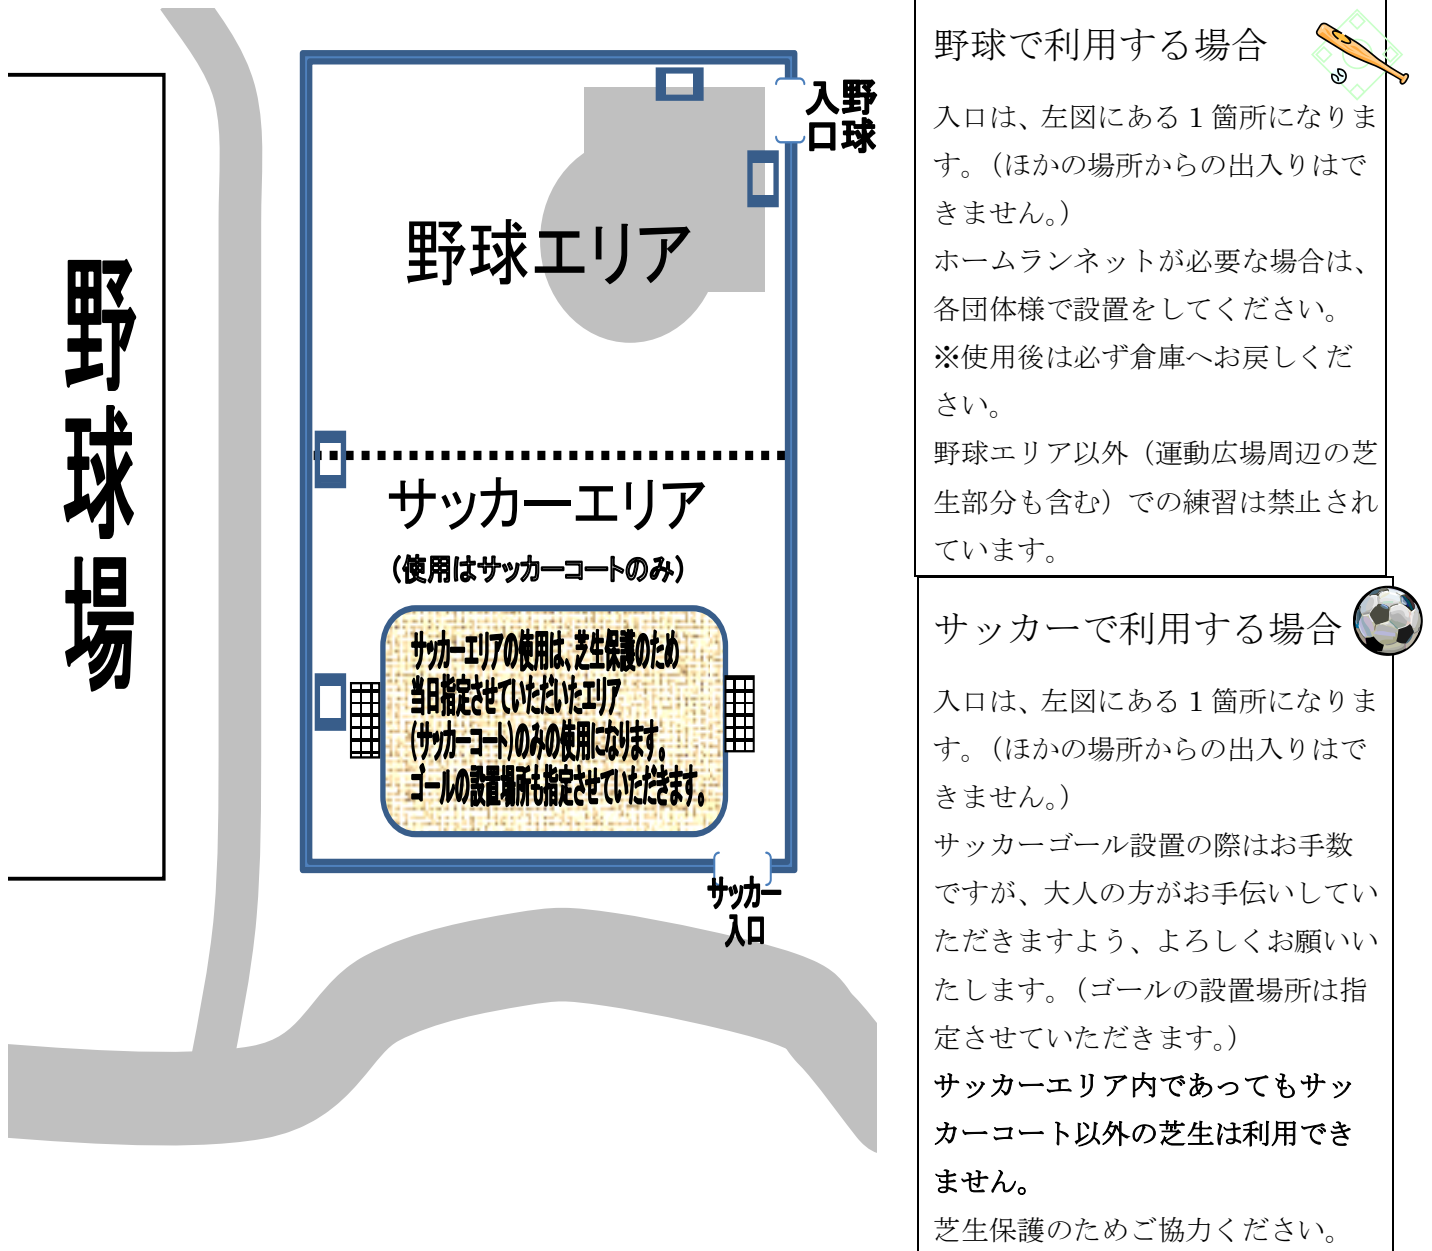 野球場
野球
入口
野球エリア
サッカーエリア
（使用はサッカーコートのみ）
サッカーエリアの使用は、芝生保護のため
当日指定させていただいたエリア
(サッカーコート)のみの使用になります。
ゴールの設置場所も指定させていただきます。
サッカー
入口
野球で利用する場合
入口は、左図にある１箇所になりま
す。（ほかの場所からの出入りはで
きません。）
ホームランネットが必要な場合は、
各団体様で設置をしてください。
※使用後は必ず倉庫へお戻しくだ
さい。
野球エリア以外（運動広場周辺の芝
生部分も含む）での練習は禁止され
ています。
サッカーで利用する場合
入口は、左図にある１箇所になりま
す。（ほかの場所からの出入りはで
きません。）
サッカーゴール設置の際はお手数
ですが、大人の方がお手伝いしてい
ただきますよう、よろしくお願いい
たします。（ゴールの設置場所は指
定させていただきます。）
サッカーエリア内であってもサッ
カーコート以外の芝生は利用でき
ません。
芝生保護のためご協力ください。